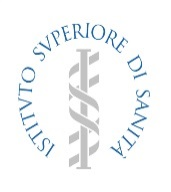 ISTITVTO SVPERIORE DI SANITÀ